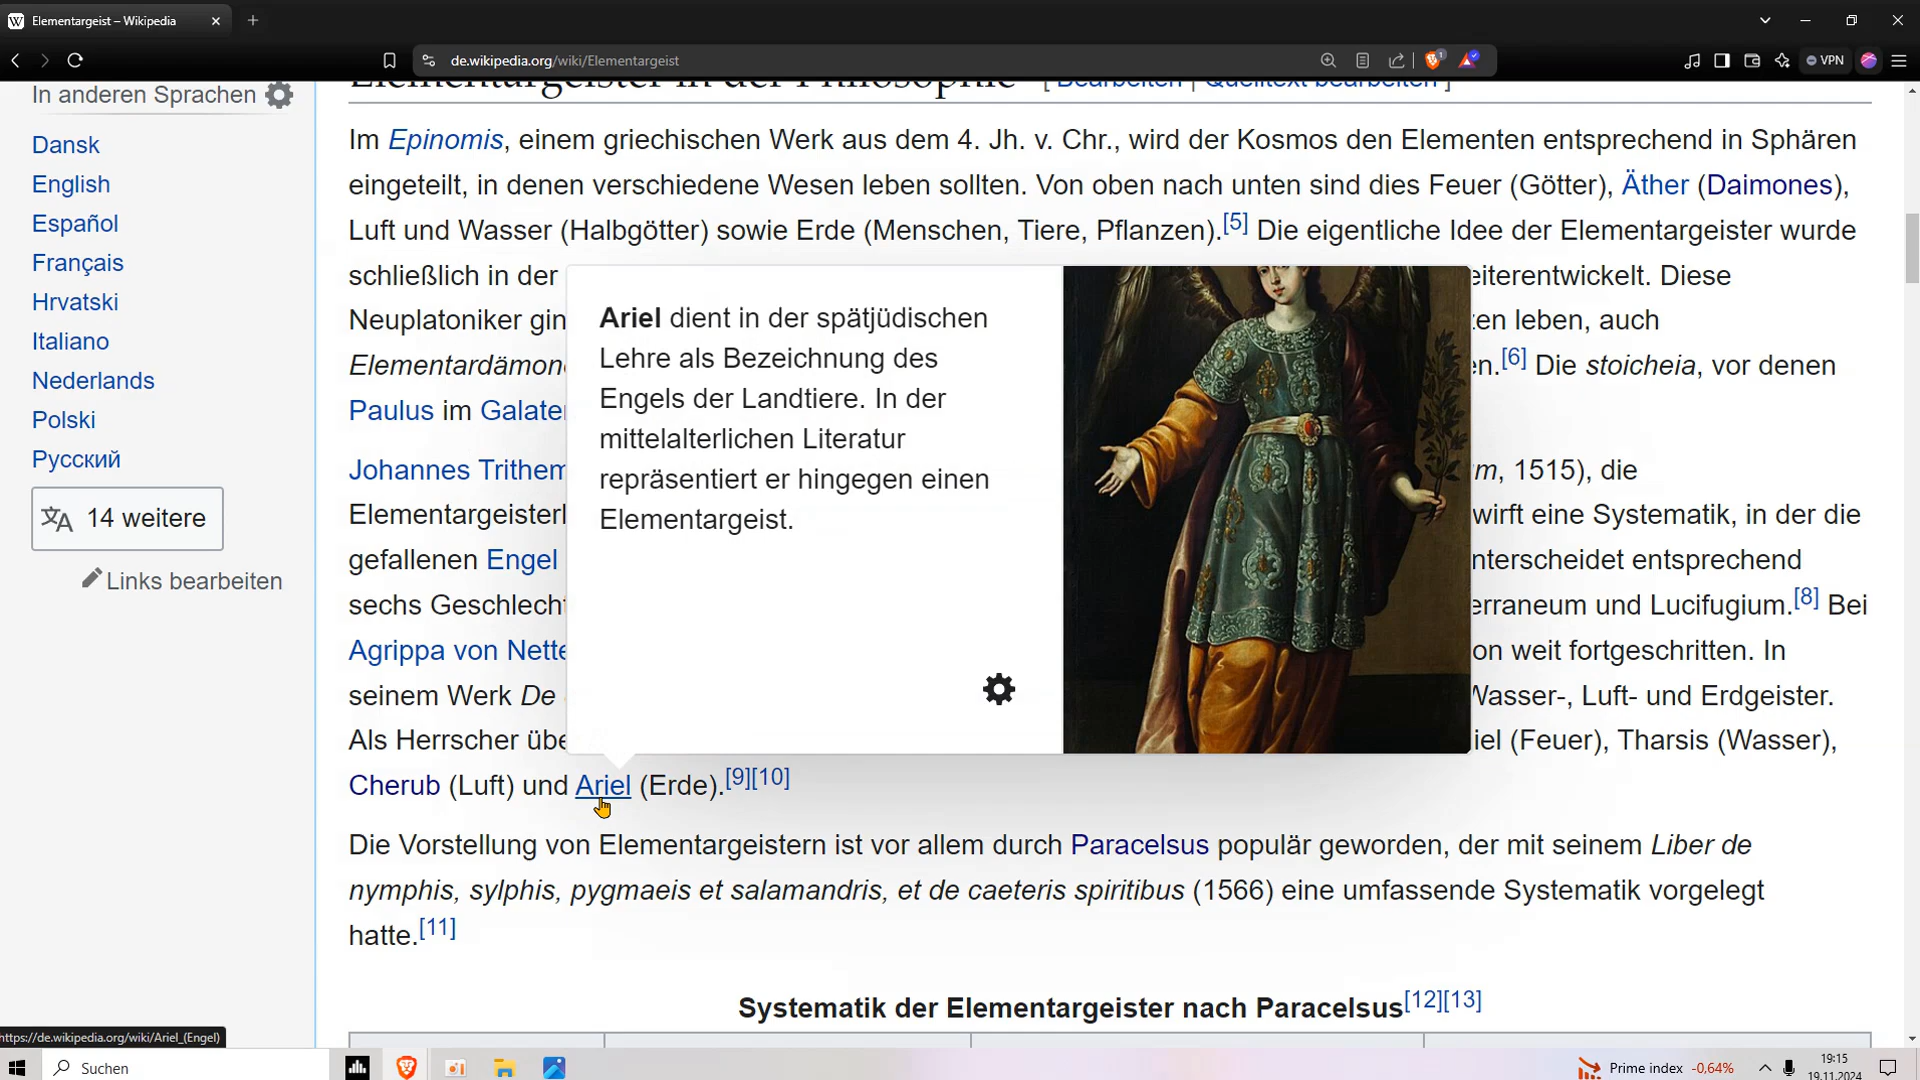 Elementargeist – Wikipedia
de.wikipedia.org/wiki/Elementargeist
1
VPN
In anderen Sprachen
Dansk
English
Español
Français
Hrvatski
Italiano
Nederlands
Polski
Русский
14 weitere
Links bearbeiten
Elementargeister in der Philosophie [ Bearbeiten | Quelltext bearbeiten ]
Im Epinomis, einem griechischen Werk aus dem 4. Jh. v. Chr., wird der Kosmos den Elementen entsprechend in Sphären
eingeteilt, in denen verschiedene Wesen leben sollten. Von oben nach unten sind dies Feuer (Götter), Äther (Daimones),
Luft und Wasser (Halbgötter) sowie Erde (Menschen, Tiere, Pflanzen).[5] Die eigentliche Idee der Elementargeister wurde
schließlich in der eiterentwickelt. Diese
Neuplatoniker gin zen leben, auch
Elementardämon n.[6] Die stoicheia, vor denen
Paulus im Galate
Johannes Trithem m, 1515), die
Elementargeisterl wirft eine Systematik, in der die
gefallenen Engel nterscheidet entsprechend
sechs Geschlecht erraneum und Lucifugium.[8] Bei
Agrippa von Nette on weit fortgeschritten. In
seinem Werk De Wasser-, Luft- und Erdgeister.
Als Herrscher übe iel (Feuer), Tharsis (Wasser),
Cherub (Luft) und Ariel (Erde).[9][10]
Ariel dient in der spätjüdischen
Lehre als Bezeichnung des
Engels der Landtiere. In der
mittelalterlichen Literatur
repräsentiert er hingegen einen
Elementargeist.
Die Vorstellung von Elementargeistern ist vor allem durch Paracelsus populär geworden, der mit seinem Liber de
nymphis, sylphis, pygmaeis et salamandris, et de caeteris spiritibus (1566) eine umfassende Systematik vorgelegt
hatte.[11]
Systematik der Elementargeister nach Paracelsus[12][13]
https://de.wikipedia.org/wiki/Ariel_(Engel)
Suchen
Prime index -0,64%
19:15
19.11.2024